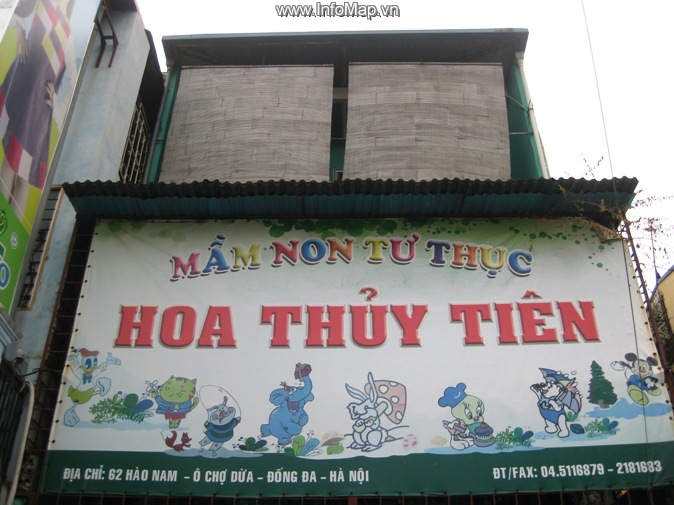 www.InfoMap.vn
MẦM NON TƯ THỤC
HOA THỦY TIÊN
ĐỊA CHỈ: 62 HÀO NAM - Ô CHỢ DỪA - ĐỐNG ĐA - HÀ NỘI
ĐT/FAX: 04.5116879 - 2181683